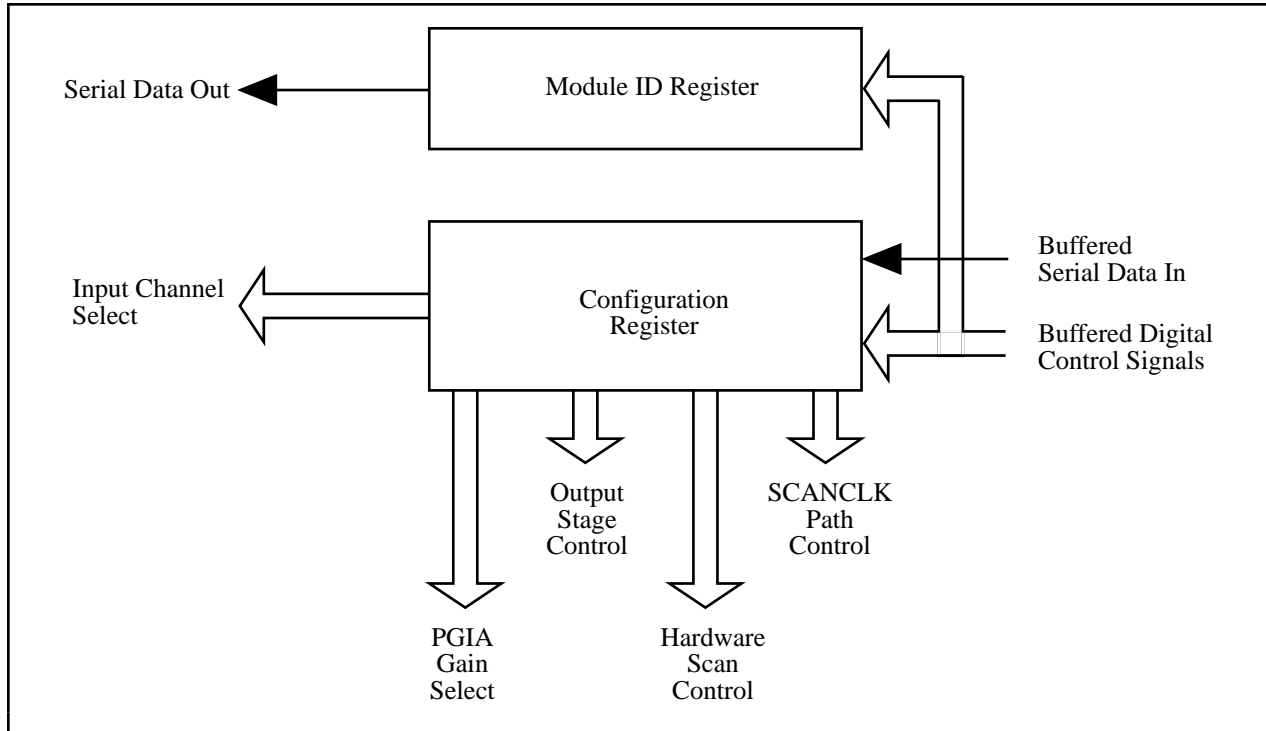 Module ID Register
Serial Data Out
Buffered
Serial Data In
Input Channel
Select
Configuration
Register
Buffered Digital
Control Signals
Output
Stage
Control
SCANCLK
Path
Control
PGIA
Gain
Select
Hardware
Scan
Control